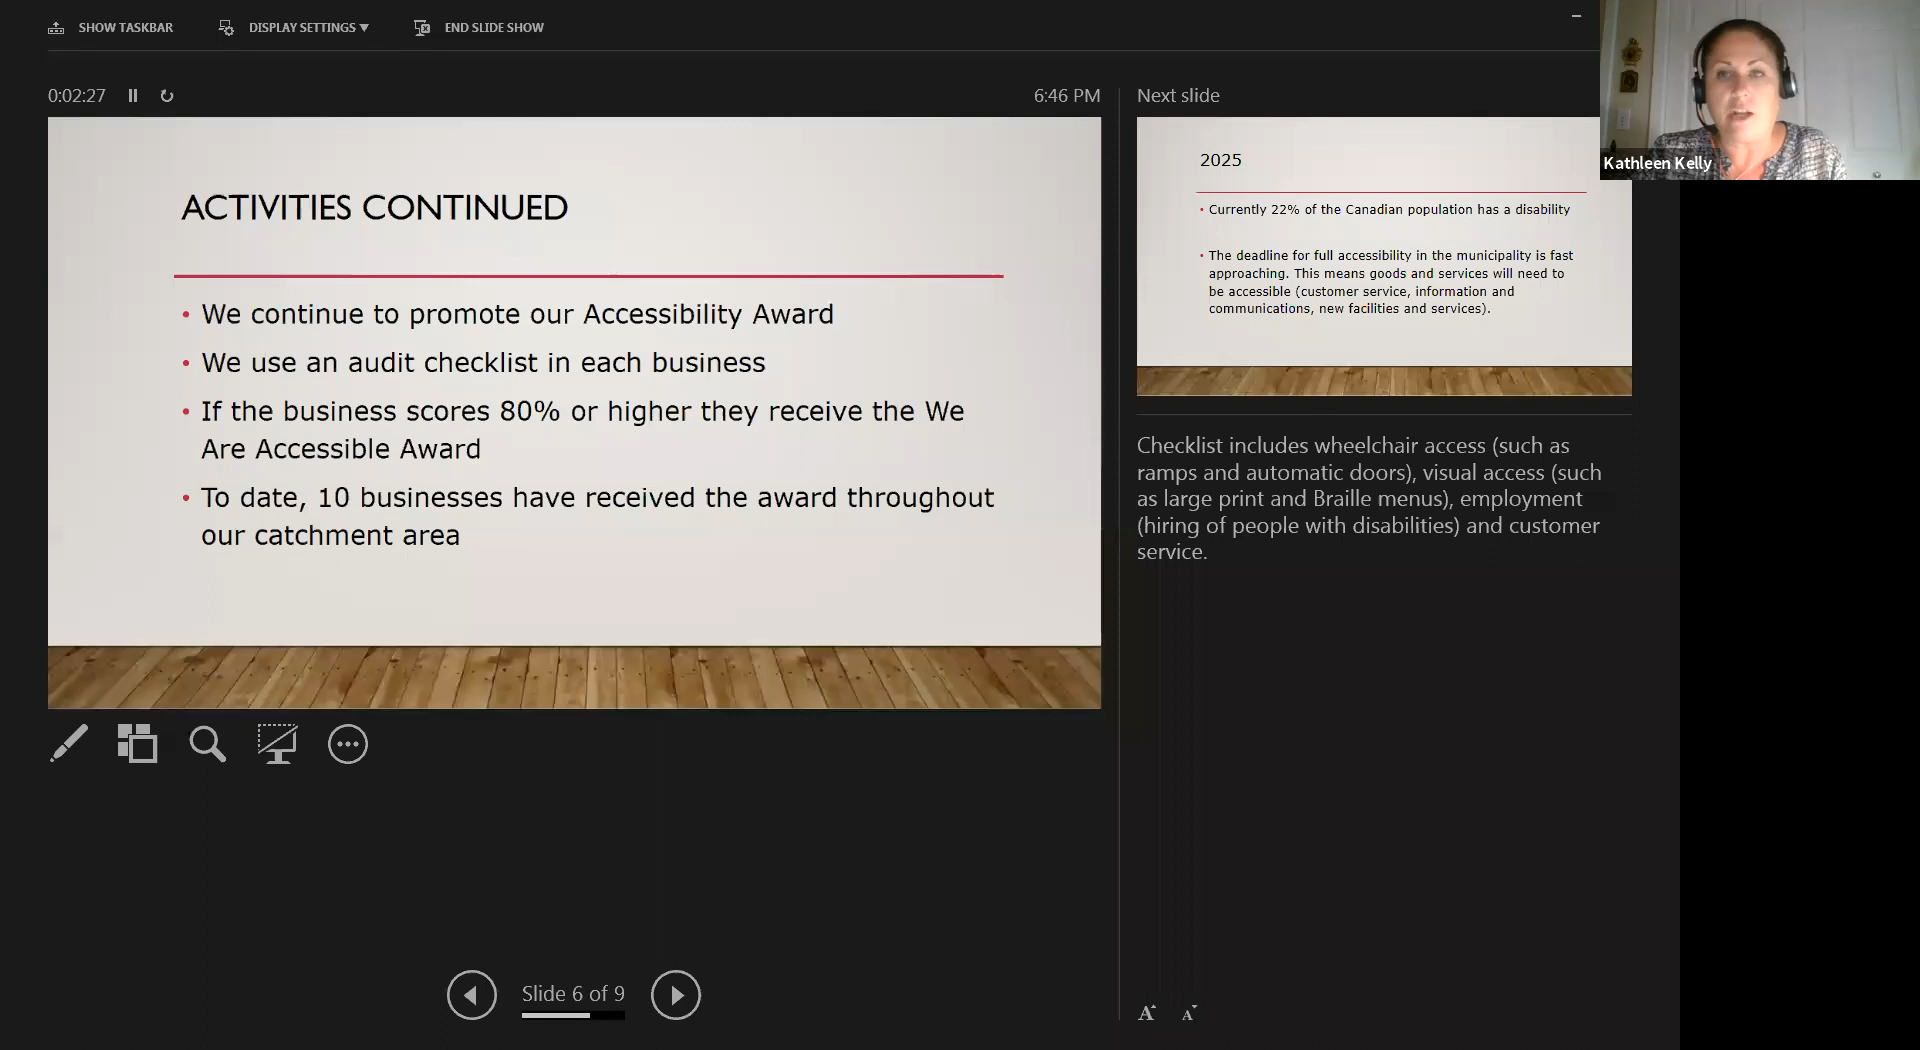 SHOW TASKBAR
DISPLAY SETTINGS
END SLIDE SHOW
0:02:27
6:46 PM
ACTIVITIES CONTINUED
• We continue to promote our Accessibility Award
• We use an audit checklist in each business
• If the business scores 80% or higher they receive the We
Are Accessible Award
• To date, 10 businesses have received the award throughout
our catchment area
Slide 6 of 9
Next slide
2025
• Currently 22% of the Canadian population has a disability
• The deadline for full accessibility in the municipality is fast
approaching. This means goods and services will need to
be accessible (customer service, information and
communications, new facilities and services).
Checklist includes wheelchair access (such as
ramps and automatic doors), visual access (such
as large print and Braille menus), employment
(hiring of people with disabilities) and customer
service.
A A
Kathleen Kelly